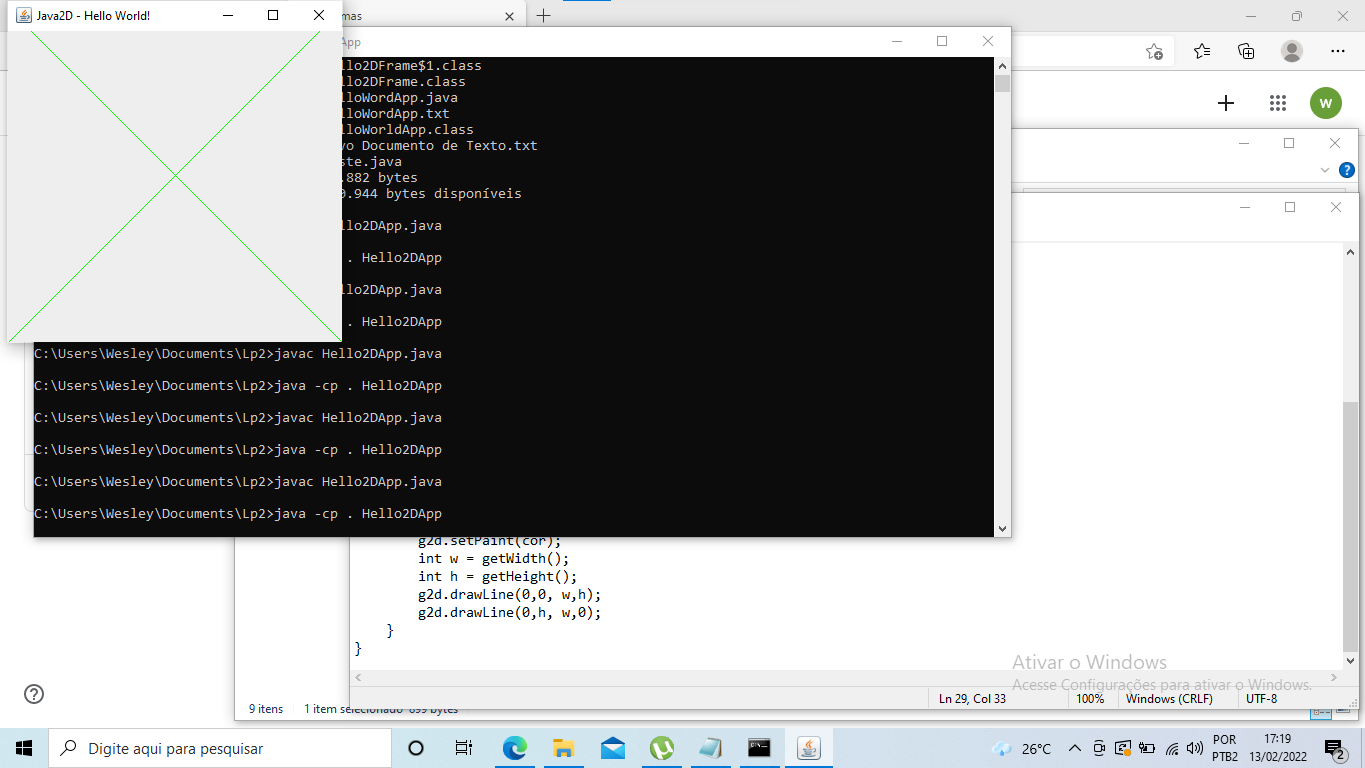 Java2D - Hello World!
mas
App
llo2DFrame$1.class
llo2DFrame.class
lloWordApp.java
lloWordApp.txt
lloWorldApp.class
vo Documento de Texto.txt
ste.java
.882 bytes
0.944 bytes disponíveis
llo2DApp.java
. Hello2DApp
llo2DApp.java
. Hello2DApp
C:\Users\Wesley\Documents\Lp2>javac Hello2DApp.java
C:\Users\Wesley\Documents\Lp2>java -cp . Hello2DApp
C:\Users\Wesley\Documents\Lp2>javac Hello2DApp.java
C:\Users\Wesley\Documents\Lp2>java -cp . Hello2DApp
C:\Users\Wesley\Documents\Lp2>javac Hello2DApp.java
C:\Users\Wesley\Documents\Lp2>java -cp . Hello2DApp
W
g2d.setPaint(cor);
int w = getWidth();
int h = getHeight();
g2d.drawLine(0,0, w,h);
g2d.drawLine(0,h, w,0);
}
}
Ativar o Windows
Acesse Configurações para ativar o Windows.
Ln 29, Col 33
100%
Windows (CRLF)
UTF-8
9 itens
1 item selecionado 899 bytes
Digite aqui para pesquisar
26°C
POR
PTB2
17:19
13/02/2022
2